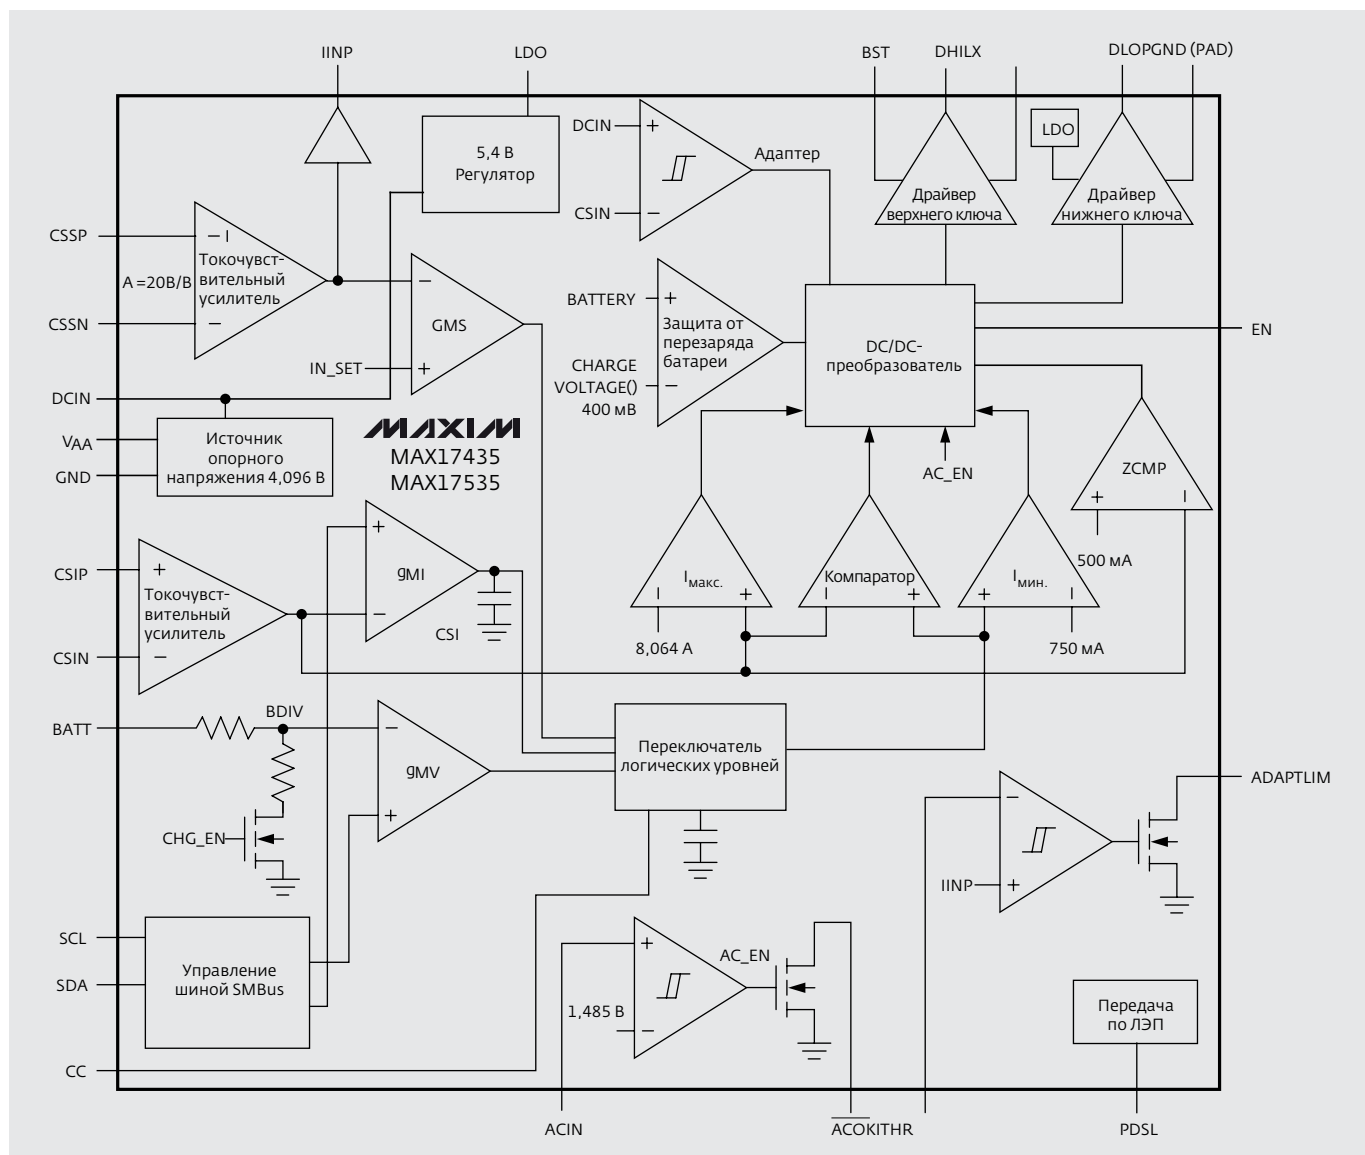 IINP
LDO
BST
DHILX
DLOPGND (PAD)
DCIN
+
CSIN
−
Адаптер
5,4 В
Регулятор
LDO
Драйвер
верхнего ключа
Драйвер
нижнего ключа
CSSP
− I
Токочувст-
вительный
усилитель
A =20В/В
CSSN
−
−
GMS
IN_SET
+
BATTERY
+
Защита от
перезаряда
батареи
CHARGE
VOLTAGE()
400 мВ
−
DC/DC-
преобразователь
EN
DCIN
VAA
GND
Источник
опорного
напряжения 4,096 В
MAXIM
MAX17435
MAX17535
AC_EN
ZCMP
+
I
500 мА
CSIP
+
Токочувст-
вительный
усилитель
CSIN
−
+
gMI
−
CSI
Iмакс.
I
+
8,064 А
Компаратор
I
+
Iмин.
+
I
750 мА
BATT
BDIV
−
gMV
+
CHG_EN
Переключатель
логических уровней
ADAPTLIM
−
IINP
+
SCL
SDA
Управление
шиной SMBus
CC
+
1,485 В
−
AC_EN
Передача
по ЛЭП
ACIN
ACOKITHR
PDSL